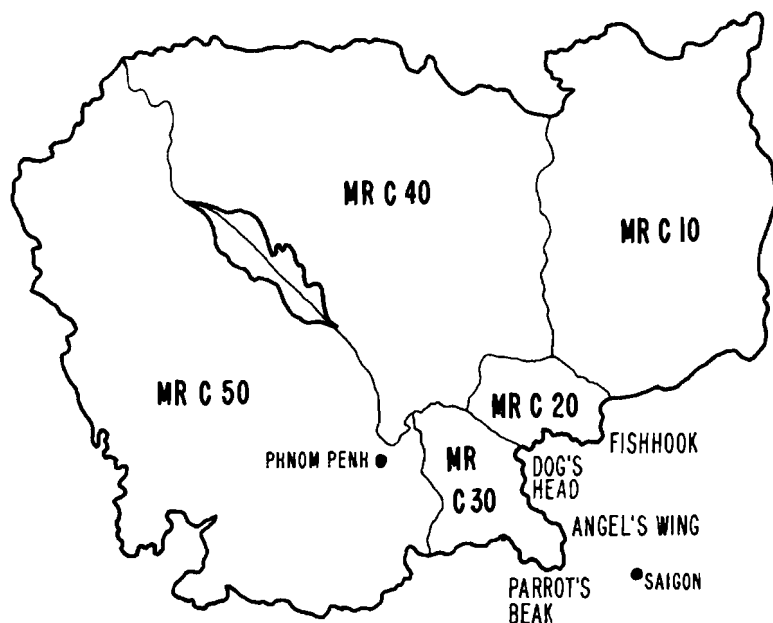 MR C 40
MR C 10
MR C 50
MR C 20
FISHHOOK
PHNOM PENH
MR
C 30
DOG'S
HEAD
ANGEL'S WING
PARROT'S
BEAK
SAIGON